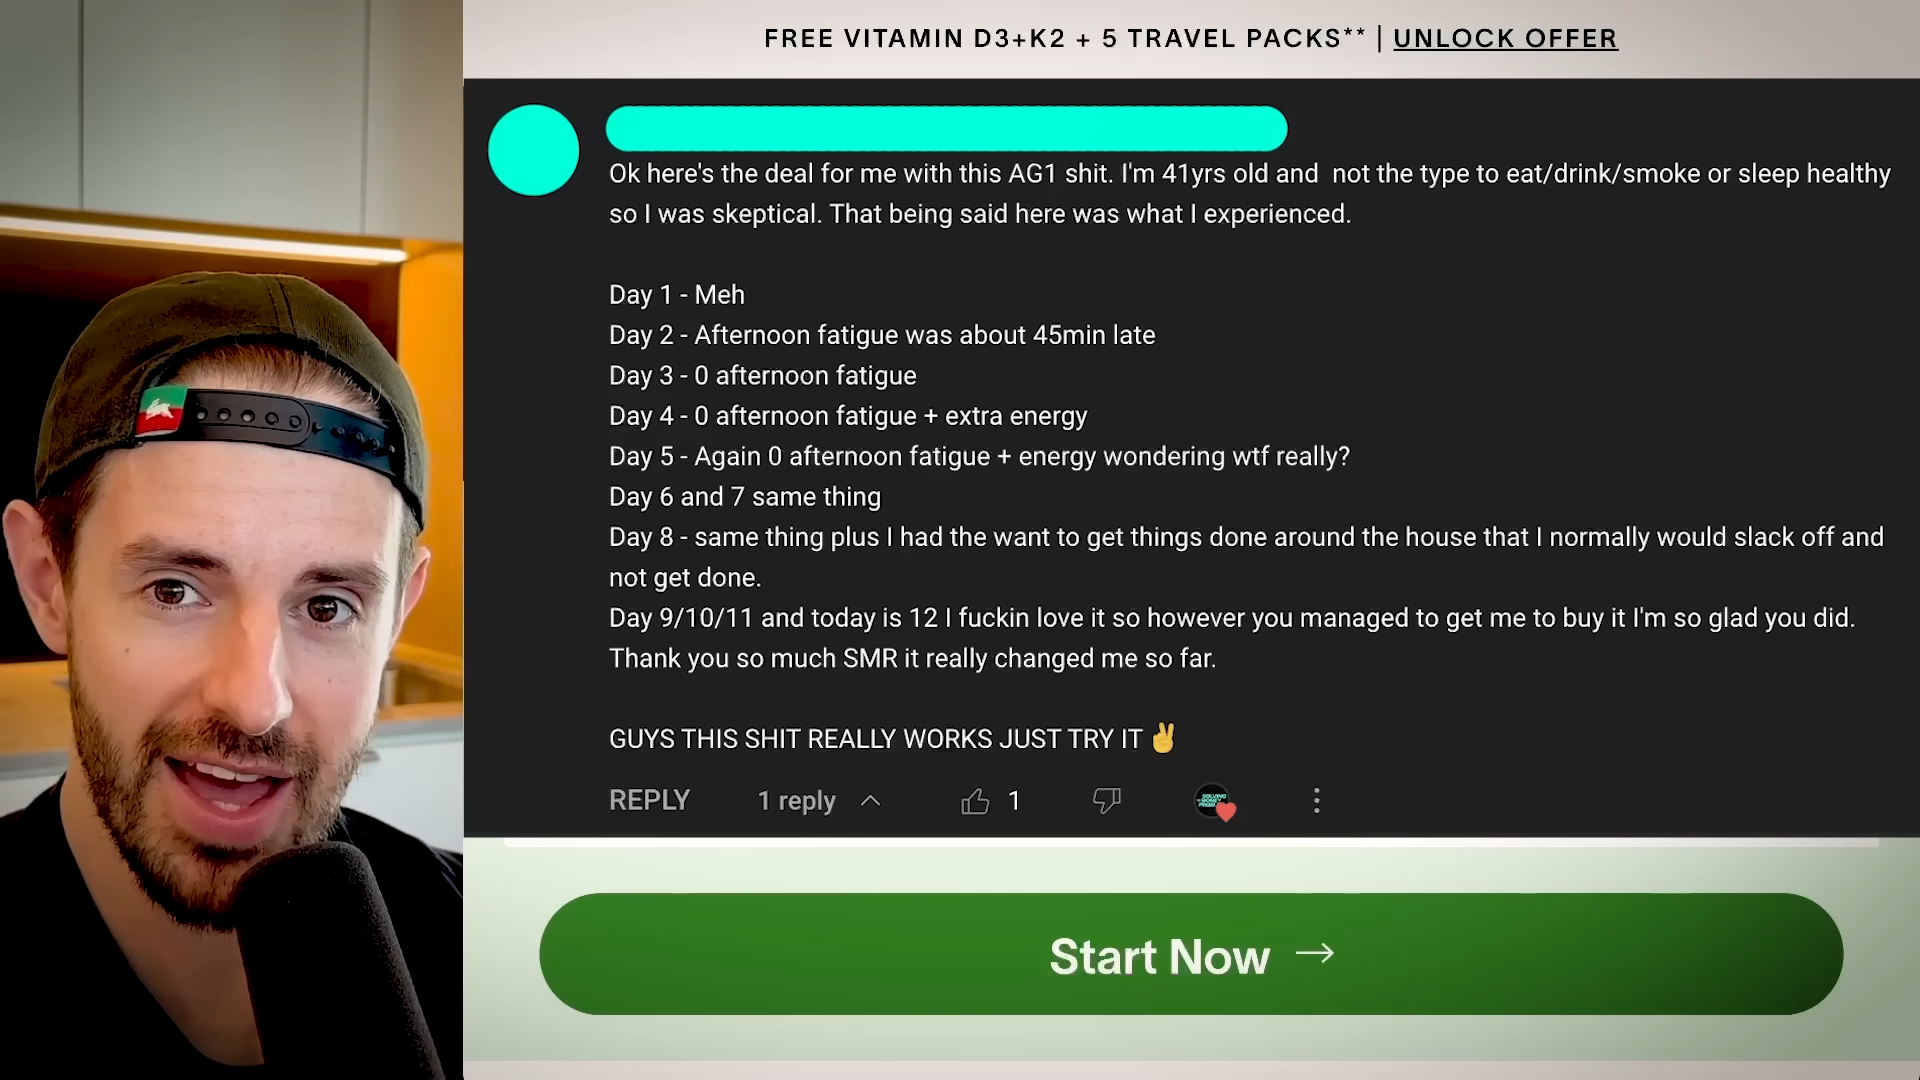 FREE VITAMIN D3+K2 + 5 TRAVEL PACKS** | UNLOCK OFFER
Ok here's the deal for me with this AG1 shit. I'm 41yrs old and  not the type to eat/drink/smoke or sleep healthy
so I was skeptical. That being said here was what I experienced.
Day 1 - Meh
Day 2 - Afternoon fatigue was about 45min late
Day 3 - 0 afternoon fatigue
Day 4 - 0 afternoon fatigue + extra energy
Day 5 - Again 0 afternoon fatigue + energy wondering wtf really?
Day 6 and 7 same thing
Day 8 - same thing plus I had the want to get things done around the house that I normally would slack off and
not get done.
Day 9/10/11 and today is 12 I fuckin love it so however you managed to get me to buy it I'm so glad you did.
Thank you so much SMR it really changed me so far.
GUYS THIS SHIT REALLY WORKS JUST TRY IT ✌
REPLY 1 reply 1
Start Now →